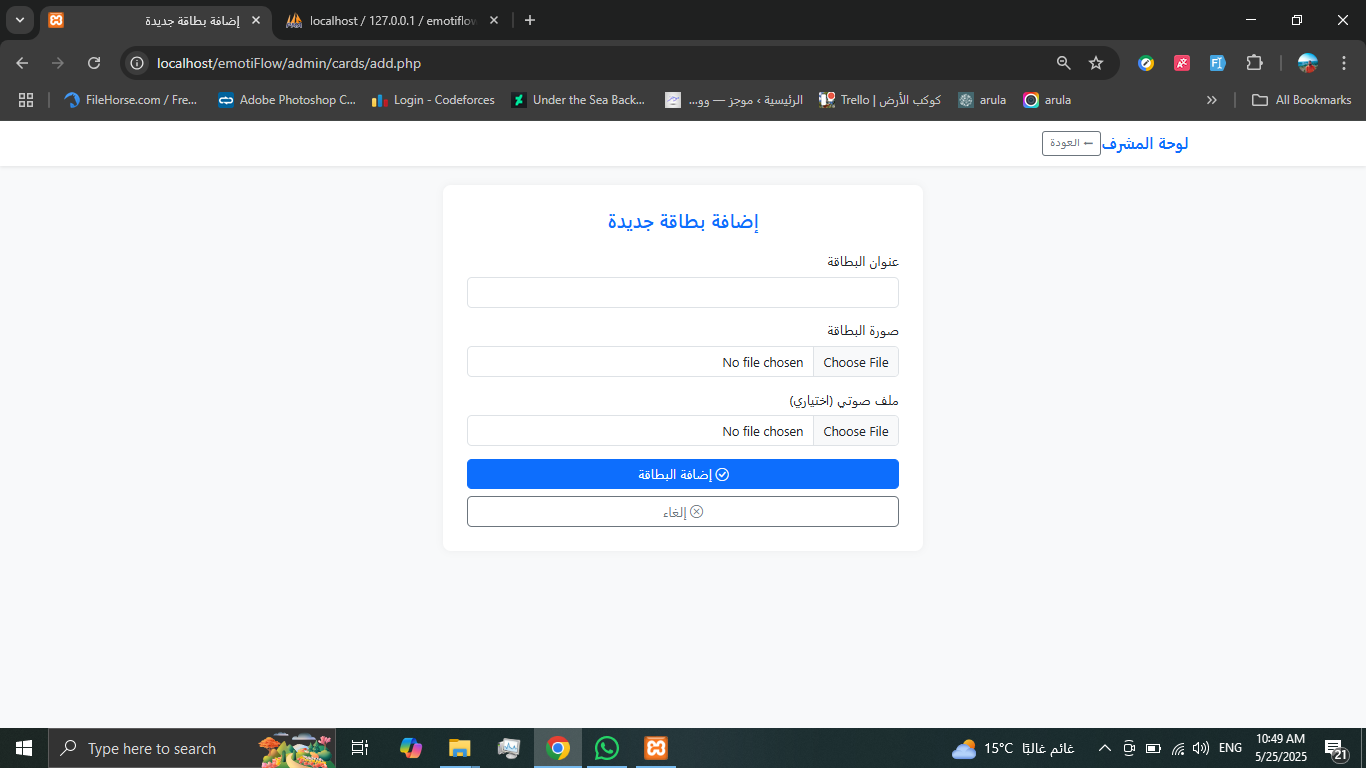 إضافة بطاقة جديدة
localhost / 127.0.0.1 / emotiflow
localhost/emotiFlow/admin/cards/add.php
FileHorse.com / Fre...
Adobe Photoshop C...
Login - Codeforces
Under the Sea Back...
الرئيسية › موجز — وو...
كوكب الأرض | Trello
arula
arula
All Bookmarks
لوحة المشرف
← العودة
إضافة بطاقة جديدة
عنوان البطاقة
صورة البطاقة
Choose File No file chosen
ملف صوتي (اختياري)
Choose File No file chosen
إضافة البطاقة
إلغاء
Type here to search
15°C غائم غالبًا
ENG
10:49 AM
5/25/2025
21